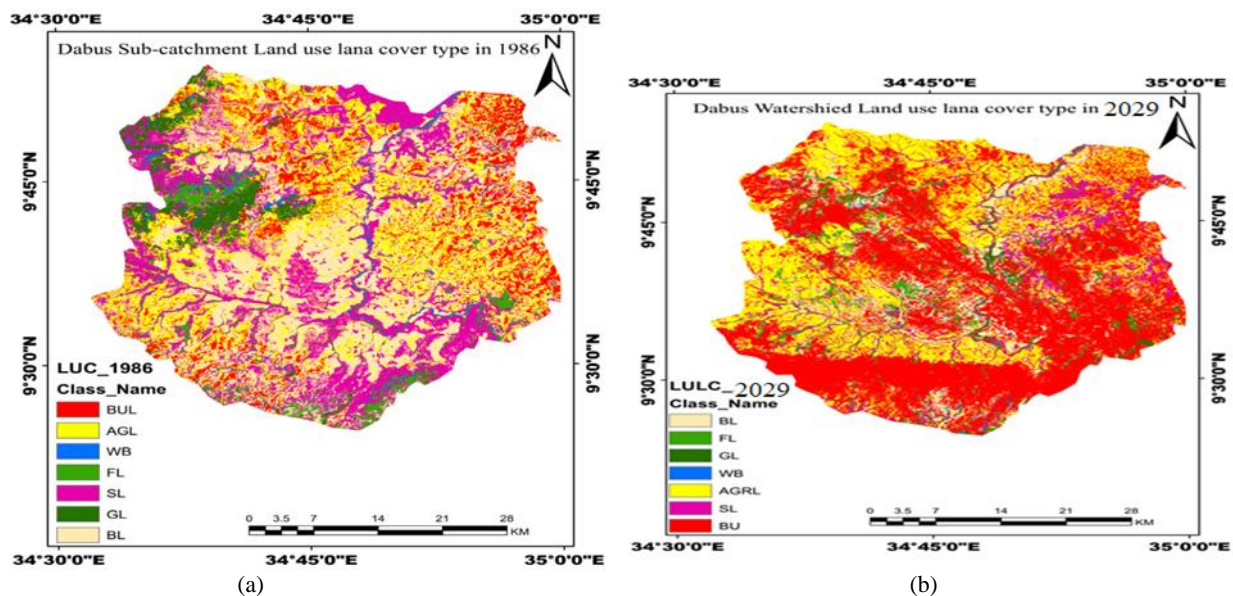 34°30'0"E 34°45'0"E 35°0'0"E
Dabus Sub-catchment Land use lana cover type in 1986
N
9°45'0"N 9°45'0"N
9°30'0"N 9°30'0"N
LUC_1986
Class_Name
BUL
AGL
WB
FL
SL
GL
BL
0 3.5 7 14 21 28
KM
34°30'0"E 34°45'0"E 35°0'0"E
(a)
34°30'0"E 34°45'0"E 35°0'0"E
Dabus Watershied Land use lana cover type in 2029
N
9°45'0"N 9°45'0"N
9°30'0"N 9°30'0"N
LULC_2029
Class_Name
BL
FL
GL
WB
AGRL
SL
BU
0 3.5 7 14 21 28
KM
34°30'0"E 34°45'0"E 35°0'0"E
(b)